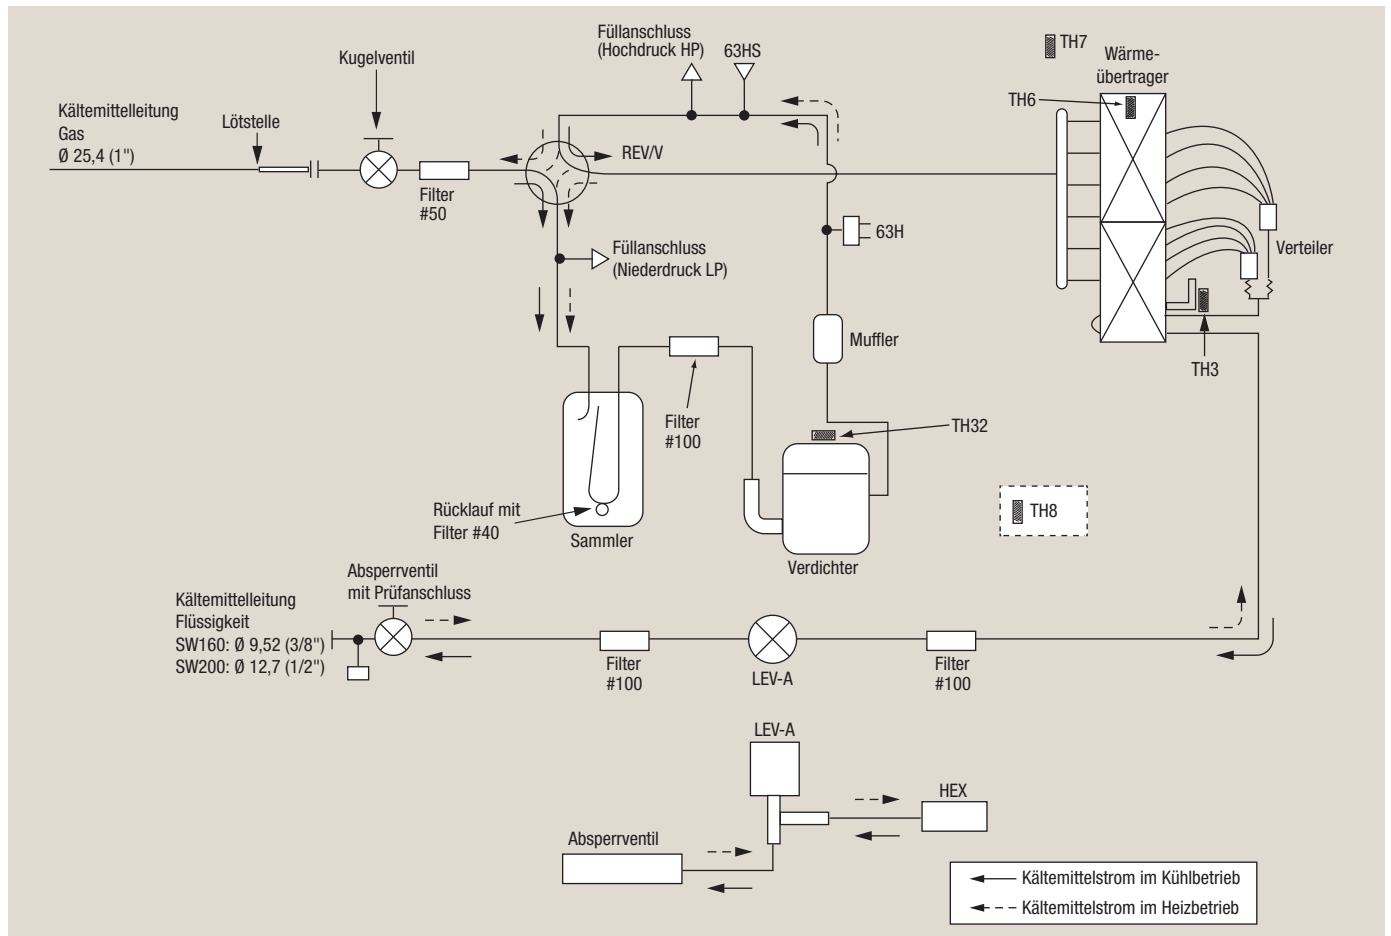 Füllanschluss
(Hochdruck HP)
63HS
TH7
Wärme-
übertrager
Kugelventil
TH6
Kältemittelleitung
Gas
Ø 25,4 (1")
Lötstelle
REV/V
Filter
#50
63H
Verteiler
Füllanschluss
(Niederdruck LP)
Muffler
TH3
Filter
#100
TH32
Rücklauf mit
Filter #40
TH8
Sammler
Verdichter
Absperrventil
mit Prüfanschluss
Kältemittelleitung
Flüssigkeit
SW160: Ø 9,52 (3/8")
SW200: Ø 12,7 (1/2")
Filter
#100
LEV-A
Filter
#100
LEV-A
HEX
Absperrventil
Kältemittelstrom im Kühlbetrieb
Kältemittelstrom im Heizbetrieb